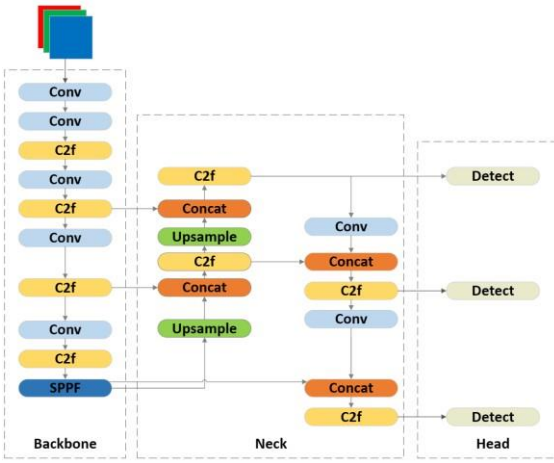 Conv
Conv
C2f
Conv
C2f
Conv
C2f
Conv
C2f
SPPF
Backbone
C2f
Concat
Upsample
C2f
Concat
Upsample
Conv
Concat
C2f
Conv
Concat
C2f
Neck
Detect
Detect
Detect
Head